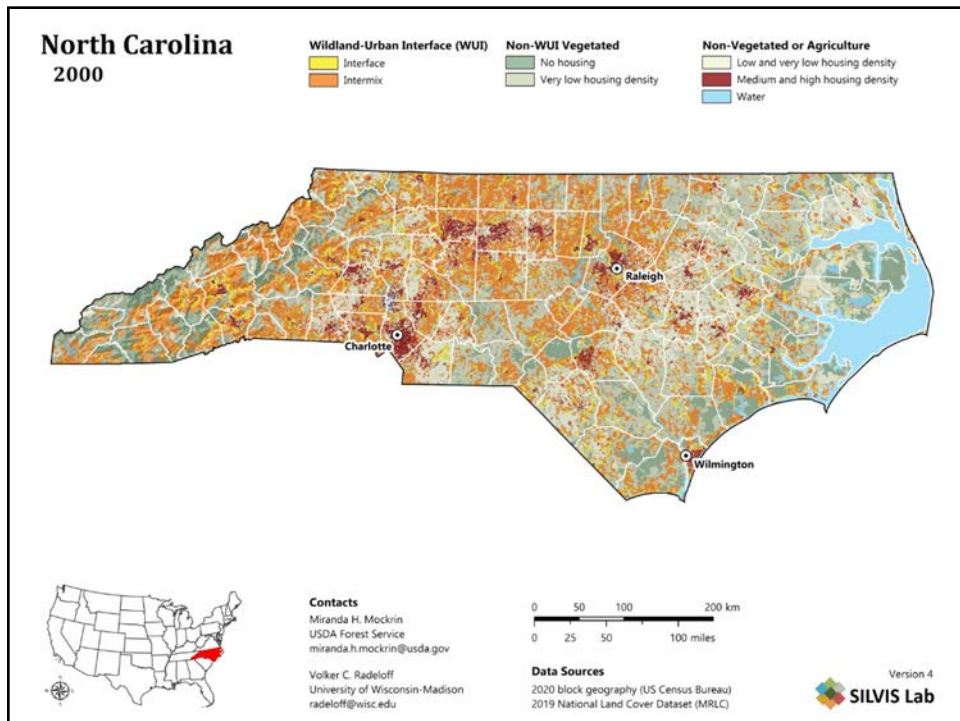 North Carolina
2000
Wildland-Urban Interface (WUI)
Interface
Intermix
Non-WUI Vegetated
No housing
Very low housing density
Non-Vegetated or Agriculture
Low and very low housing density
Medium and high housing density
Water
Raleigh
Charlotte
Wilmington
Contacts
Miranda H. Mockrin
USDA Forest Service
miranda.h.mockrin@usda.gov
Volker C. Radeloff
University of Wisconsin-Madison
radeloff@wisc.edu
0 50 100 200 km
0 25 50 100 miles
Data Sources
2020 block geography (US Census Bureau)
2019 National Land Cover Dataset (MRLC)
Version 4
SILVIS Lab